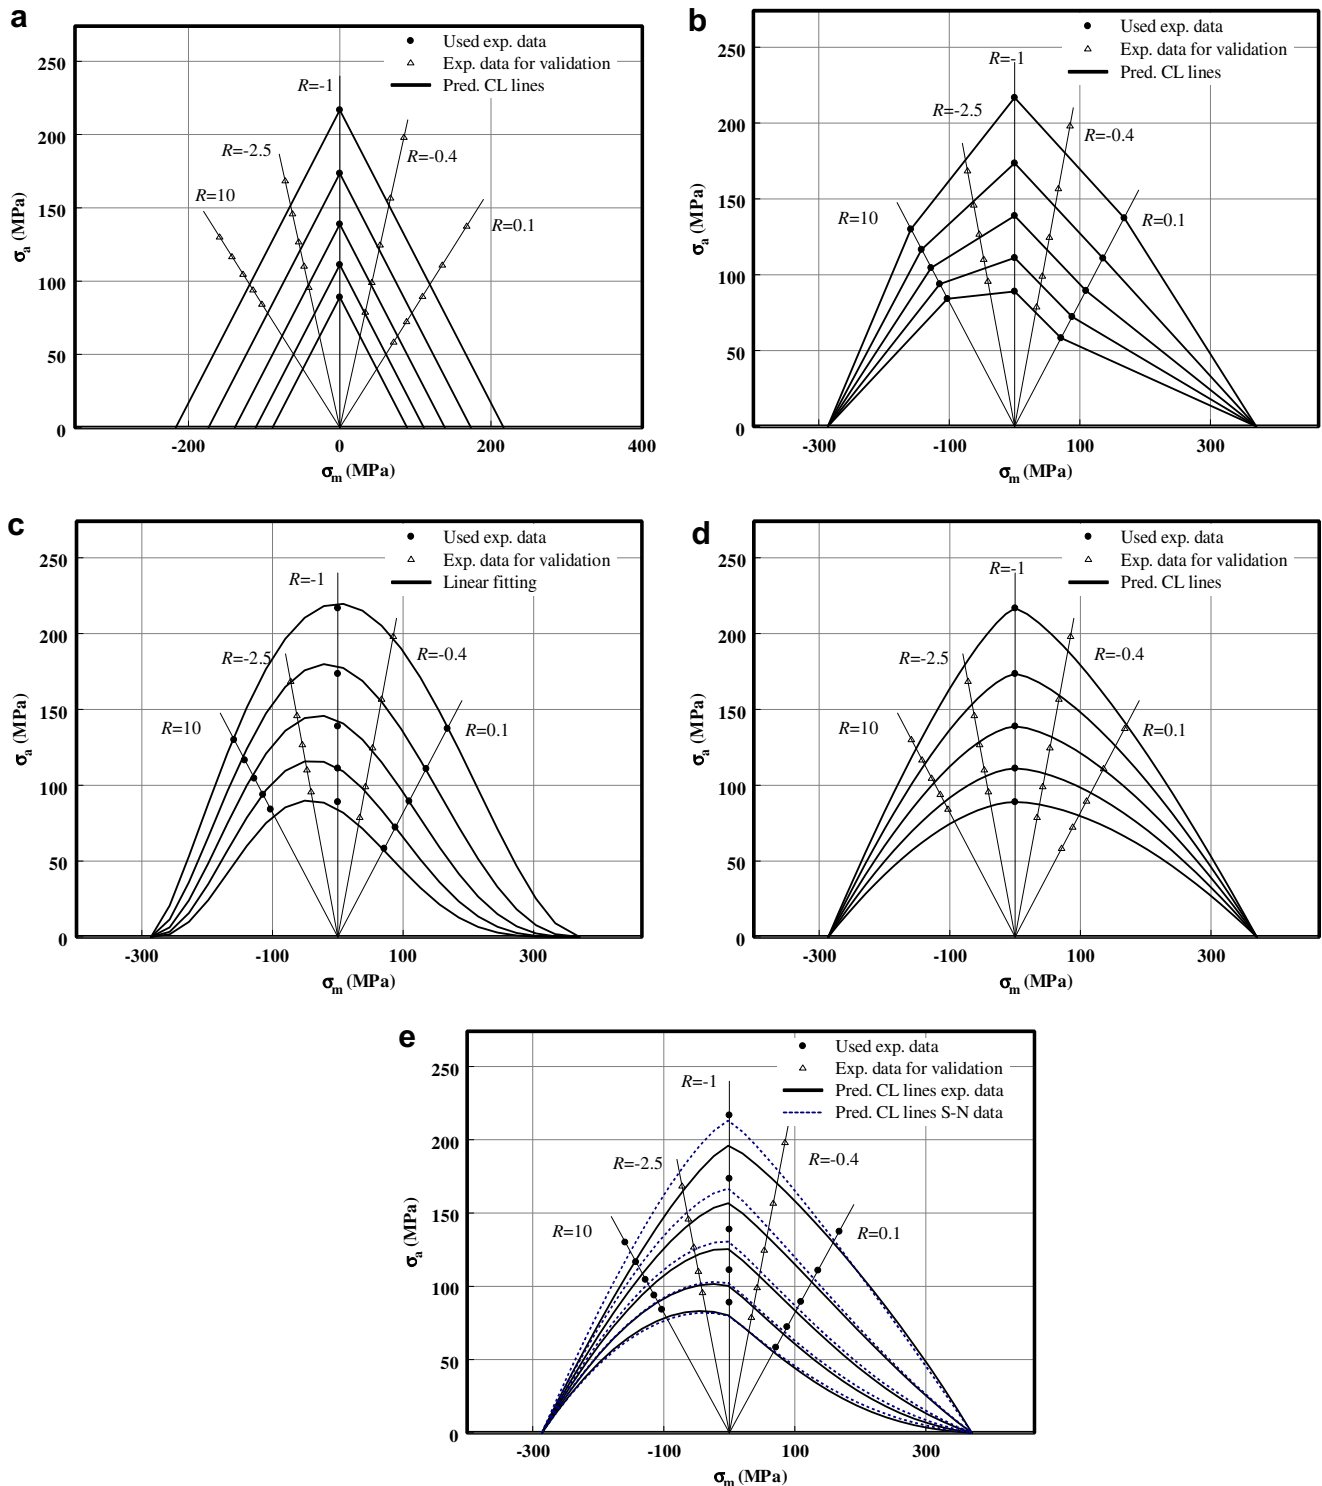 a
Used exp. data
Exp. data for validation
Pred. CL lines
R=-1
R=-2.5
R=-0.4
R=10
R=0.1
250
200
150
100
50
0
σa (MPa)
-200
0
200
400
σm (MPa)
b
Used exp. data
Exp. data for validation
Pred. CL lines
R=-1
R=-2.5
R=-0.4
R=10
R=0.1
250
200
150
100
50
0
σa (MPa)
-300
-100
100
300
σm (MPa)
c
Used exp. data
Exp. data for validation
Linear fitting
R=-1
R=-2.5
R=-0.4
R=10
R=0.1
250
200
150
100
50
0
σa (MPa)
-300
-100
100
300
σm (MPa)
d
Used exp. data
Exp. data for validation
Pred. CL lines
R=-1
R=-2.5
R=-0.4
R=10
R=0.1
250
200
150
100
50
0
σa (MPa)
-300
-100
100
300
σm (MPa)
e
Used exp. data
Exp. data for validation
Pred. CL lines exp. data
Pred. CL lines S-N data
R=-1
R=-2.5
R=-0.4
R=10
R=0.1
250
200
150
100
50
0
σa (MPa)
-300
-100
100
300
σm (MPa)